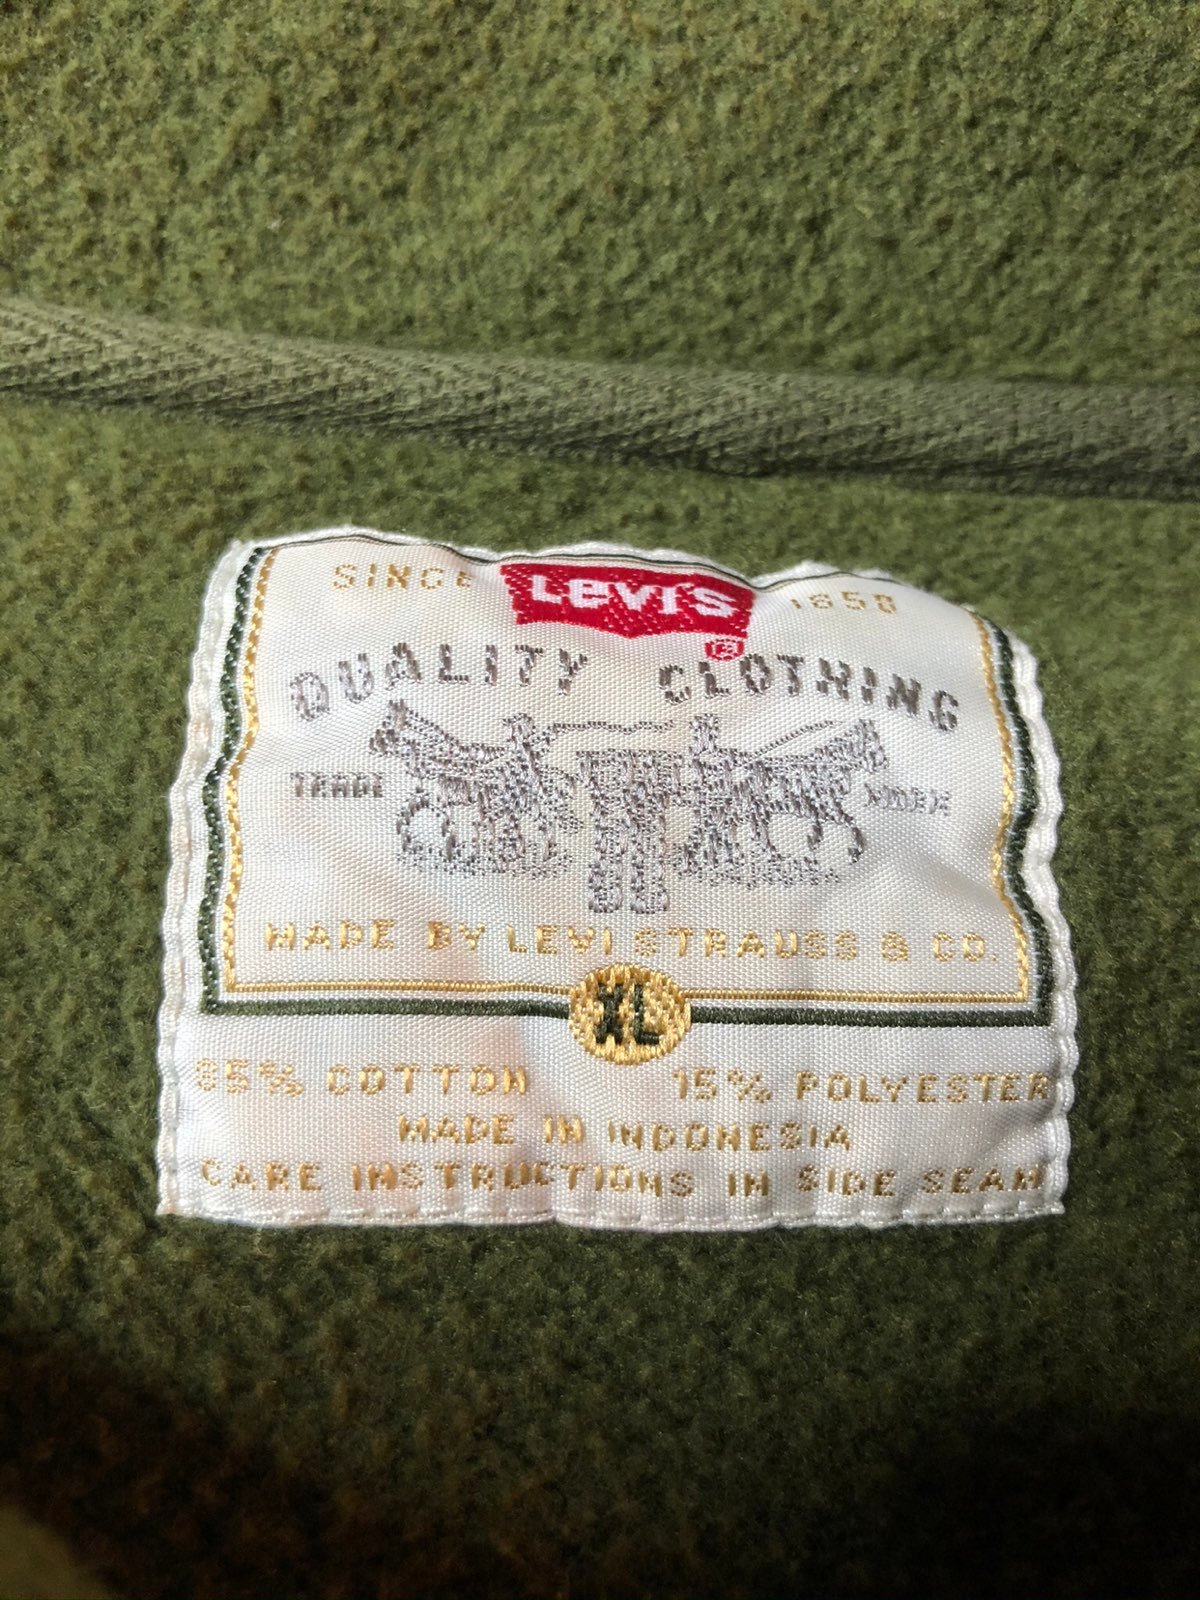 SINCE LEVI'S ® 1850
QUALITY CLOTHING
TRADE MARK
MADE BY LEVI STRAUSS & CO.
XL
85% COTTON 15% POLYESTER
MADE IN INDONESIA
CARE INSTRUCTIONS IN SIDE SEAM